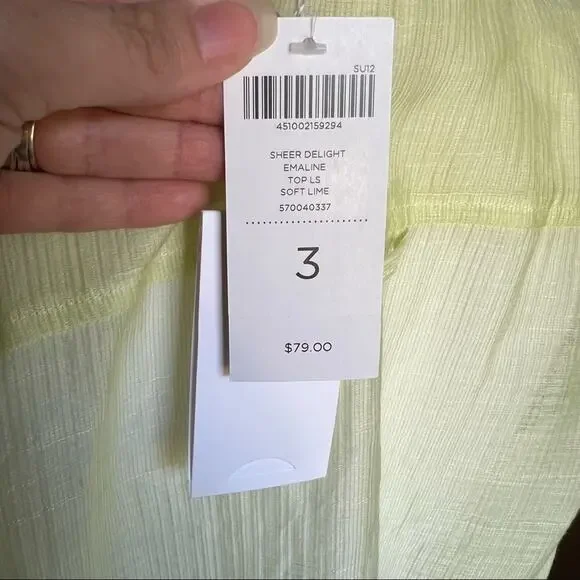 SU12
451002159294
SHEER DELIGHT
EMALINE
TOP LS
SOFT LIME
570040337
3
$79.00